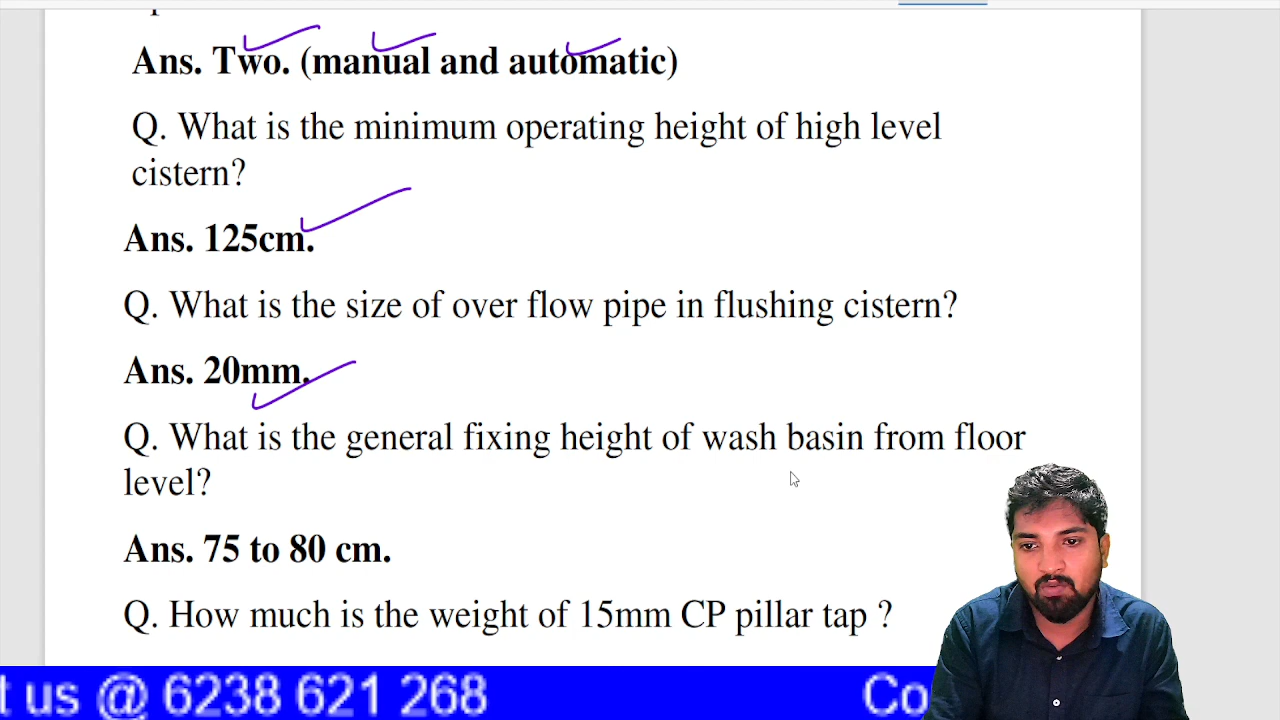 Ans. Two. (manual and automatic)
Q. What is the minimum operating height of high level
cistern?
Ans. 125cm.
Q. What is the size of over flow pipe in flushing cistern?
Ans. 20mm.
Q. What is the general fixing height of wash basin from floor
level?
Ans. 75 to 80 cm.
Q. How much is the weight of 15mm CP pillar tap ?
t us @ 6238 621 268 Co